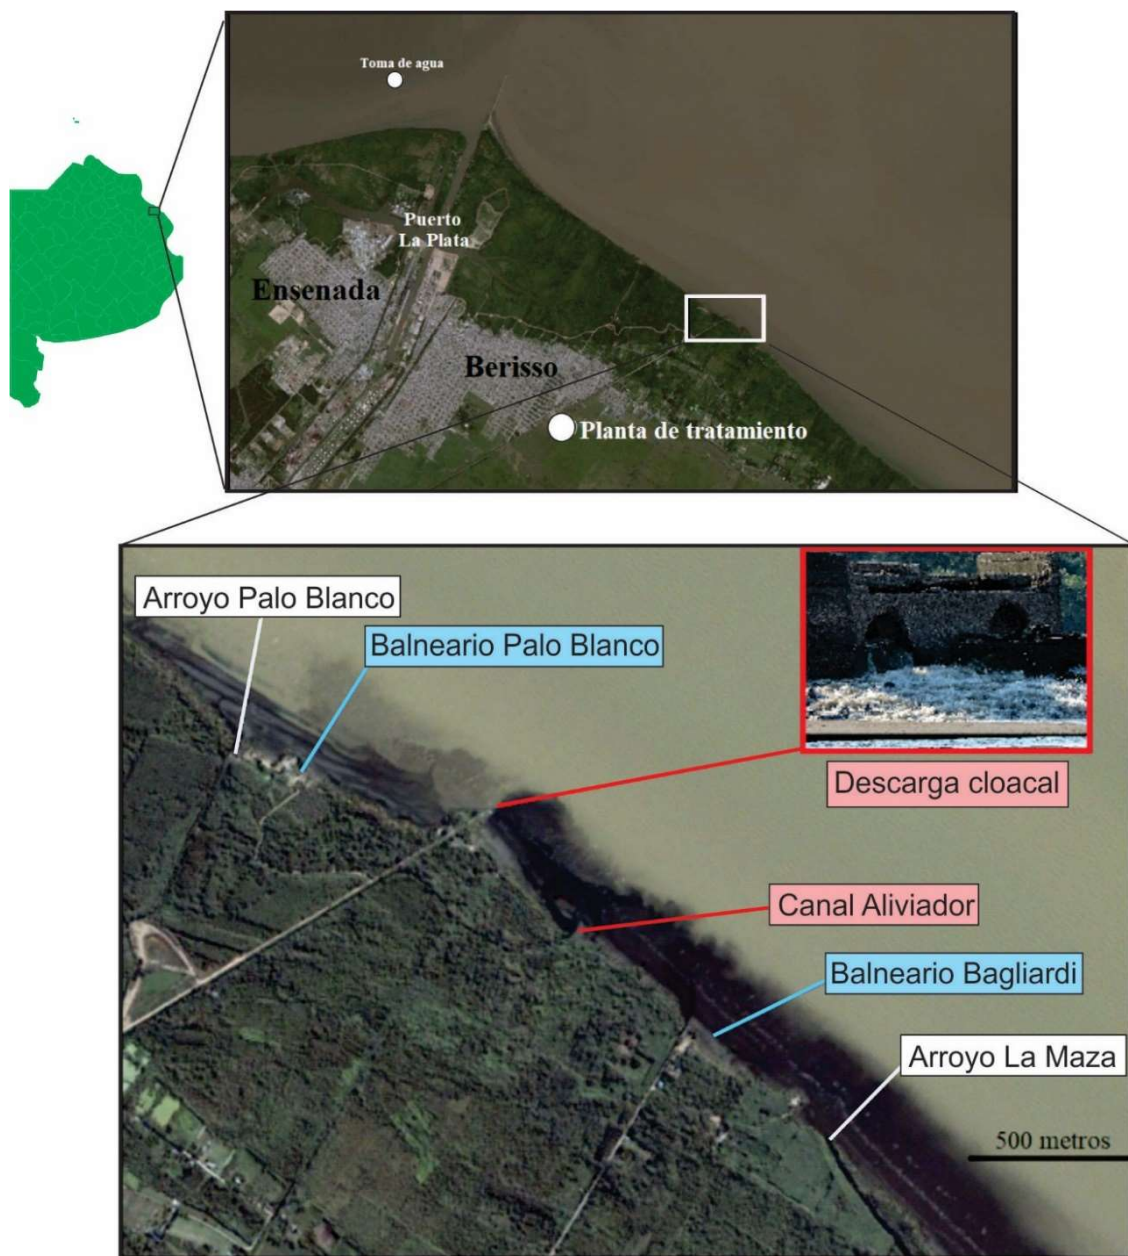 Toma de agua
Puerto
La Plata
Ensenada
Berisso
Planta de tratamiento
Arroyo Palo Blanco
Balneario Palo Blanco
Descarga cloacal
Canal Aliviador
Balneario Bagliardi
Arroyo La Maza
500 metros